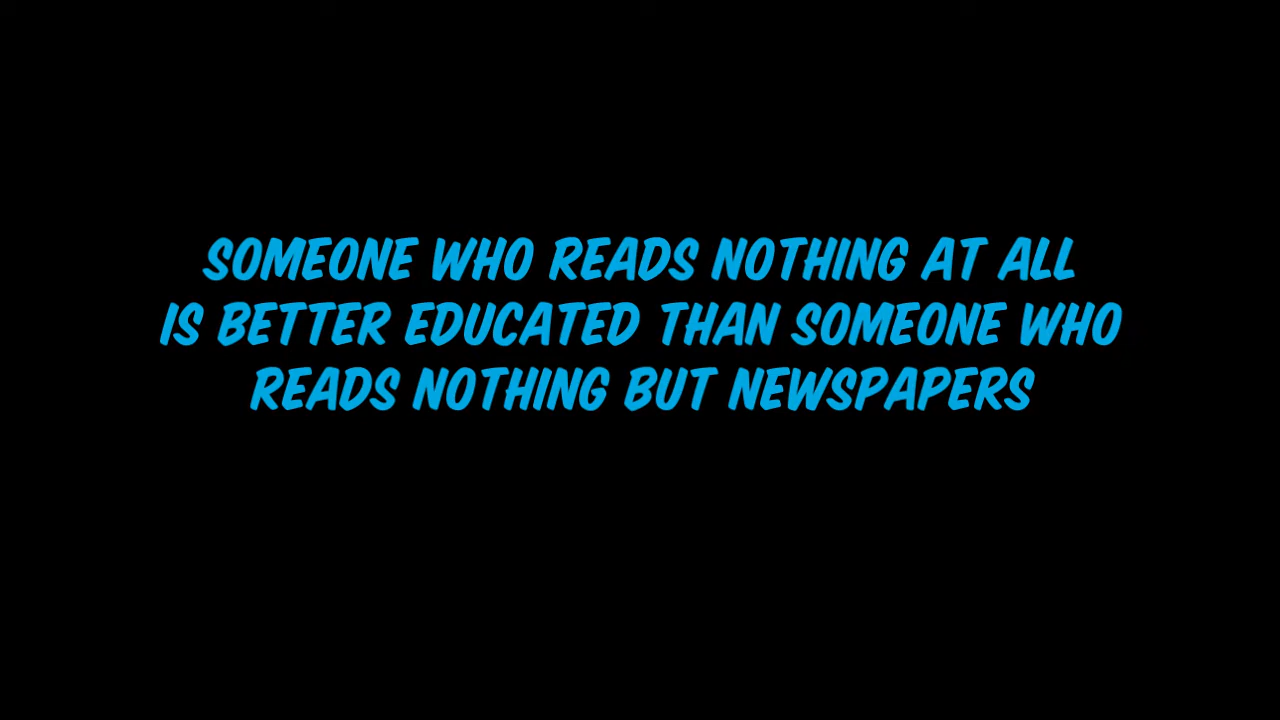 SOMEONE WHO READS NOTHING AT ALL
IS BETTER EDUCATED THAN SOMEONE WHO
READS NOTHING BUT NEWSPAPERS